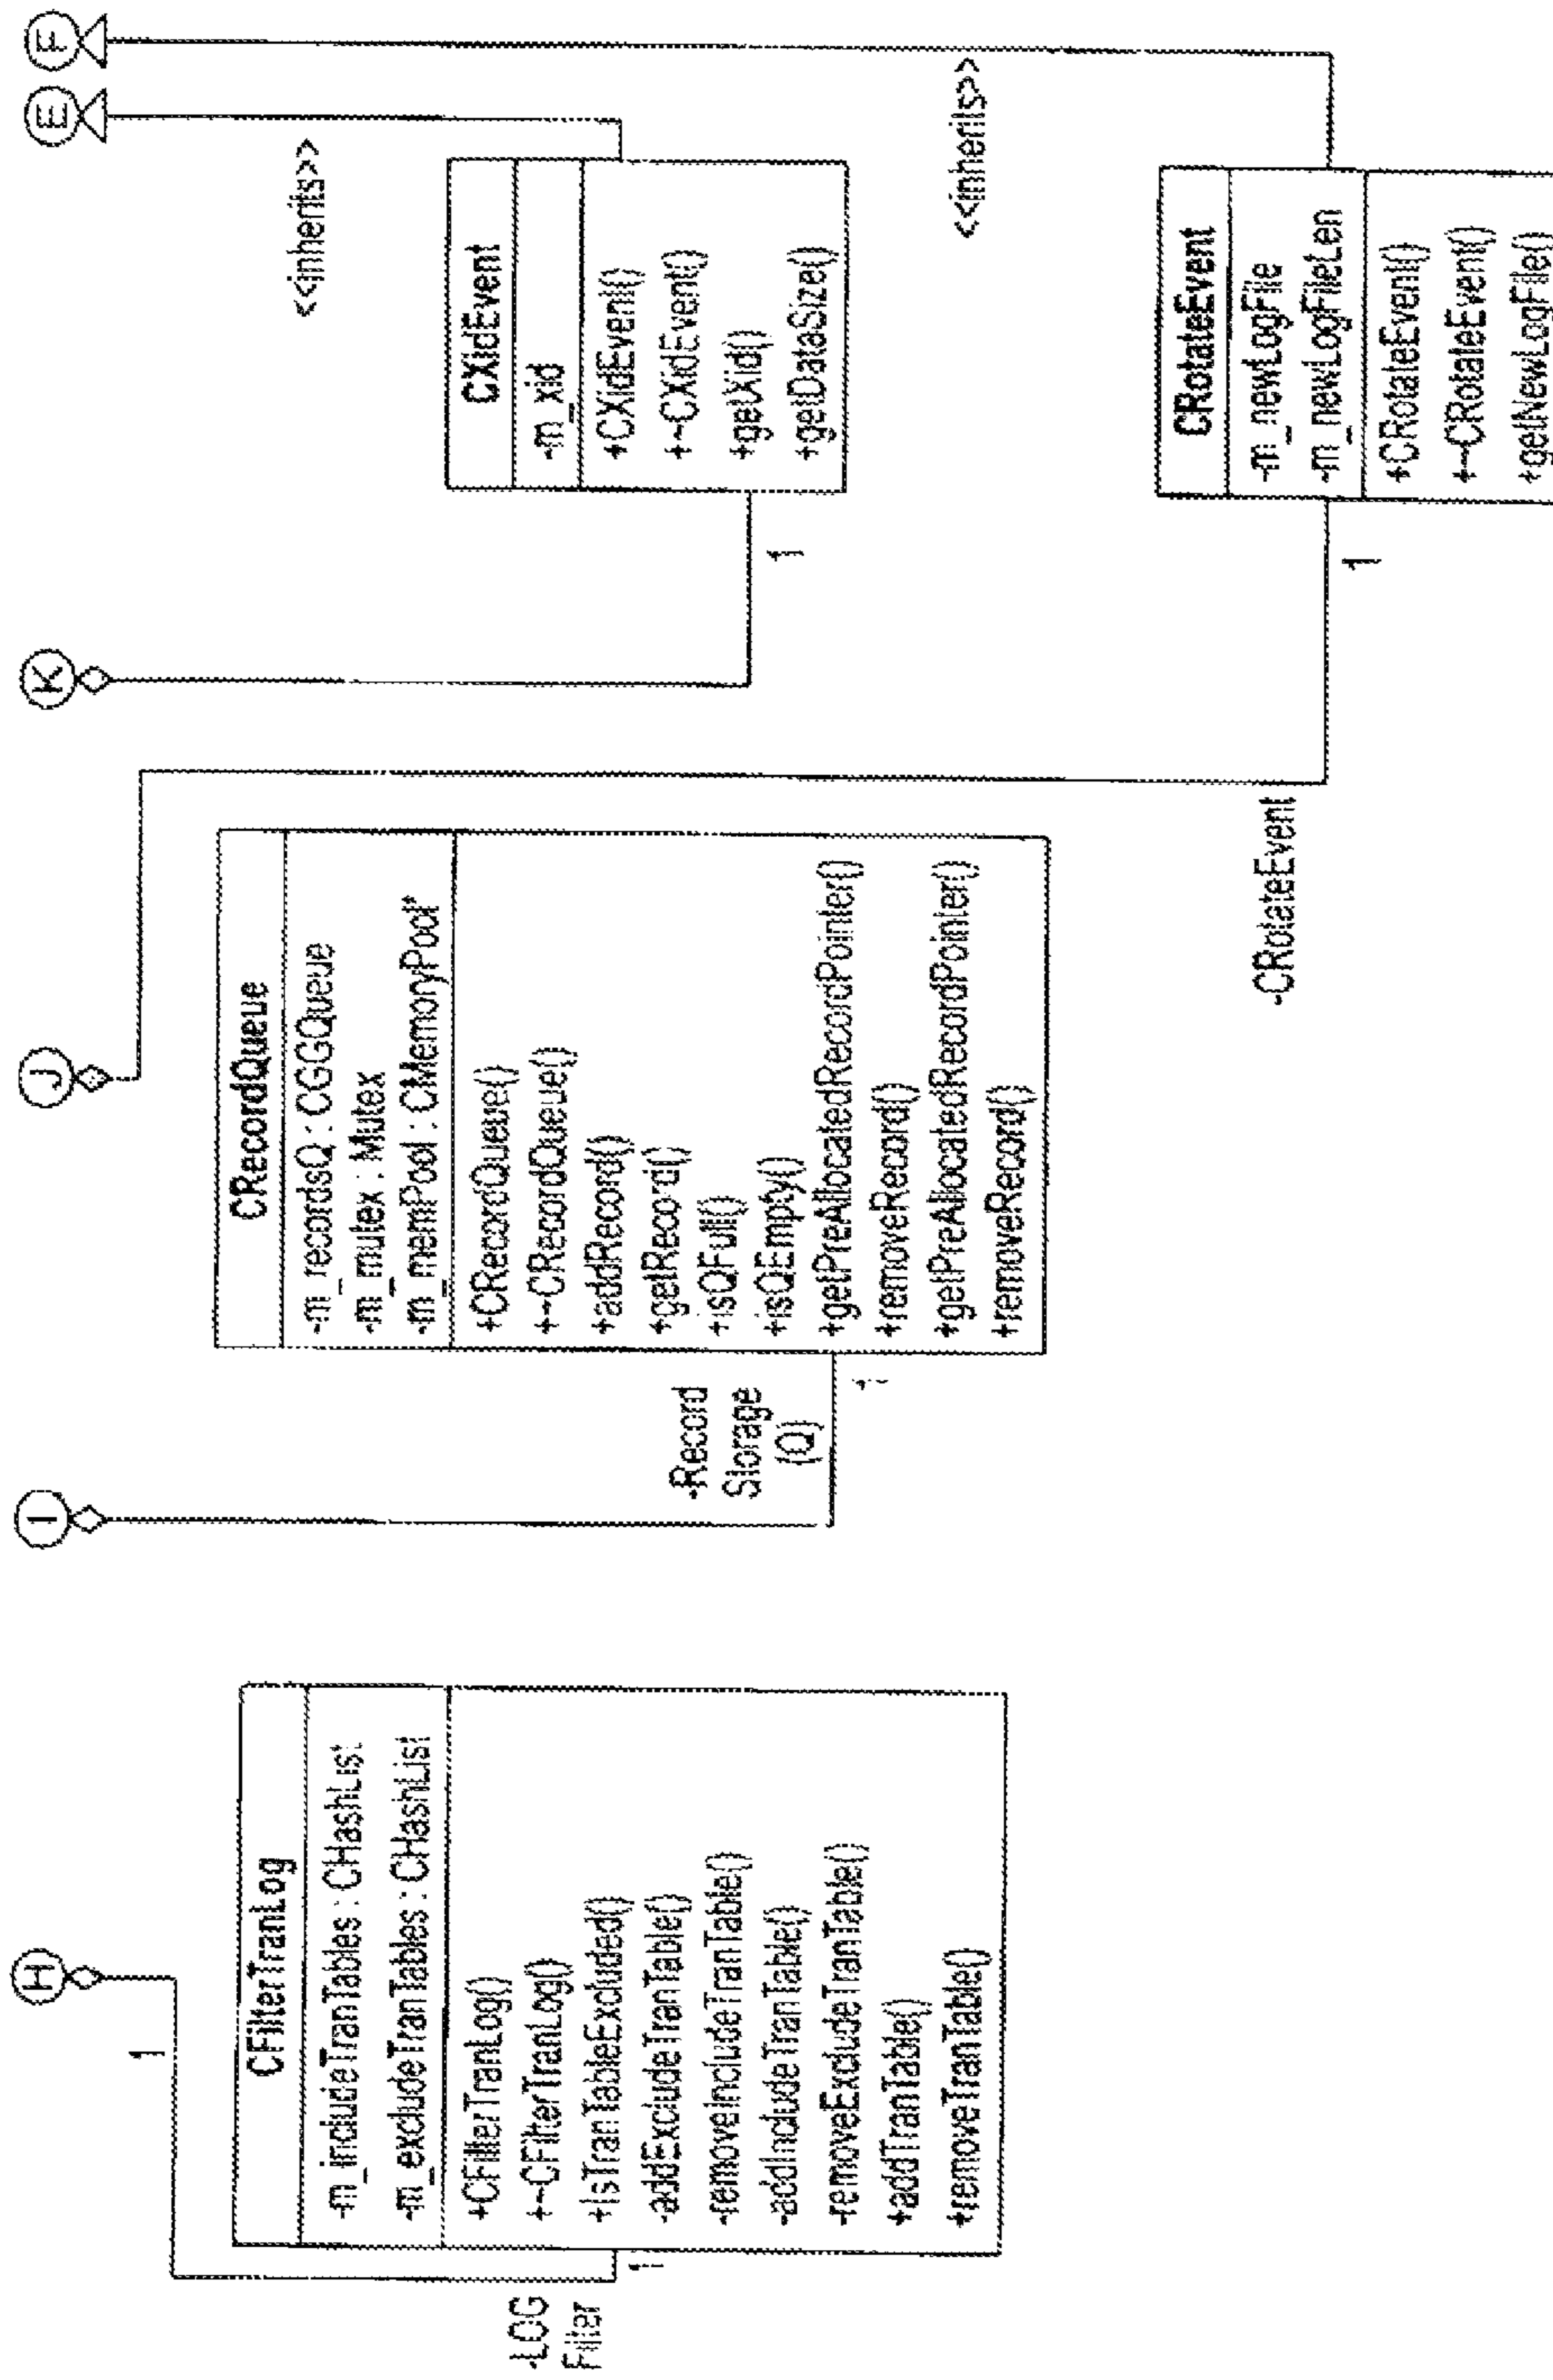 H
1
-LOG
Filter
1
CFilterTranLog
-m_includeTranTables : CHashList
-m_excludeTranTables : CHashList
+CFilterTranLog()
+~CFilterTranLog()
+IsTranTableExcluded()
-addExcludeTranTable()
-removeIncludeTranTable()
-addIncludeTranTable()
-removeExcludeTranTable()
+addTranTable()
+removeTranTable()
I
-Record
Storage
(Q)
1
CRecordQueue
-m_recordsQ : CGGQueue
-m_mutex : Mutex
-m_memPool : CMemoryPool*
+CRecordQueue()
+~CRecordQueue()
+addRecord()
+getRecord()
+isQFull()
+isQEmpty()
+getPreAllocatedRecordPointer()
+removeRecord()
+getPreAllocatedRecordPointer()
+removeRecord()
J
-CRotateEvent
1
K
1
CXidEvent
-m_xid
+CXidEvent()
+~CXidEvent()
+getXid()
+getDataSize()
<<inherits>>
E
F
<<inherits>>
CRotateEvent
-m_newLogFile
-m_newLogFileLen
+CRotateEvent()
+~CRotateEvent()
+getNewLogFile()